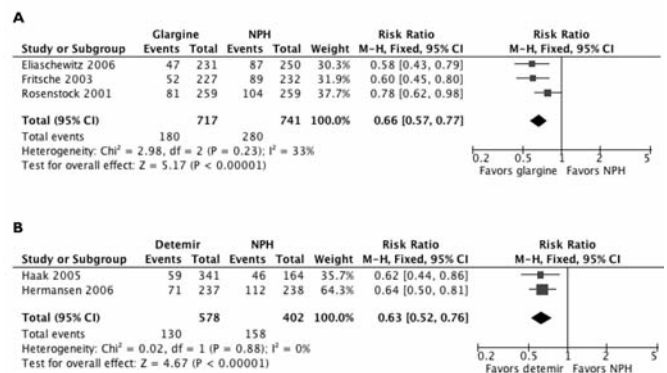 A
Glargine NPH Risk Ratio Risk Ratio
Study or Subgroup Events Total Events Total Weight M-H, Fixed, 95% CI M-H, Fixed, 95% CI
Eliaschewitz 2006 47 231 87 250 30.3% 0.58 [0.43, 0.79]
Fritsche 2003 52 227 89 232 31.9% 0.60 [0.45, 0.80]
Rosenstock 2001 81 259 104 259 37.7% 0.78 [0.62, 0.98]
Total (95% CI) 717 741 100.0% 0.66 [0.57, 0.77]
Total events 180 280
Heterogeneity: Chi² = 2.98, df = 2 (P = 0.23); I² = 33%
Test for overall effect: Z = 5.17 (P < 0.00001)
0.2 0.5 1 2 5
Favors glargine Favors NPH
B
Detemir NPH Risk Ratio Risk Ratio
Study or Subgroup Events Total Events Total Weight M-H, Fixed, 95% CI M-H, Fixed, 95% CI
Haak 2005 59 341 46 164 35.7% 0.62 [0.44, 0.86]
Hermansen 2006 71 237 112 238 64.3% 0.64 [0.50, 0.81]
Total (95% CI) 578 402 100.0% 0.63 [0.52, 0.76]
Total events 130 158
Heterogeneity: Chi² = 0.02, df = 1 (P = 0.88); I² = 0%
Test for overall effect: Z = 4.67 (P < 0.00001)
0.2 0.5 1 2 5
Favors detemir Favors NPH